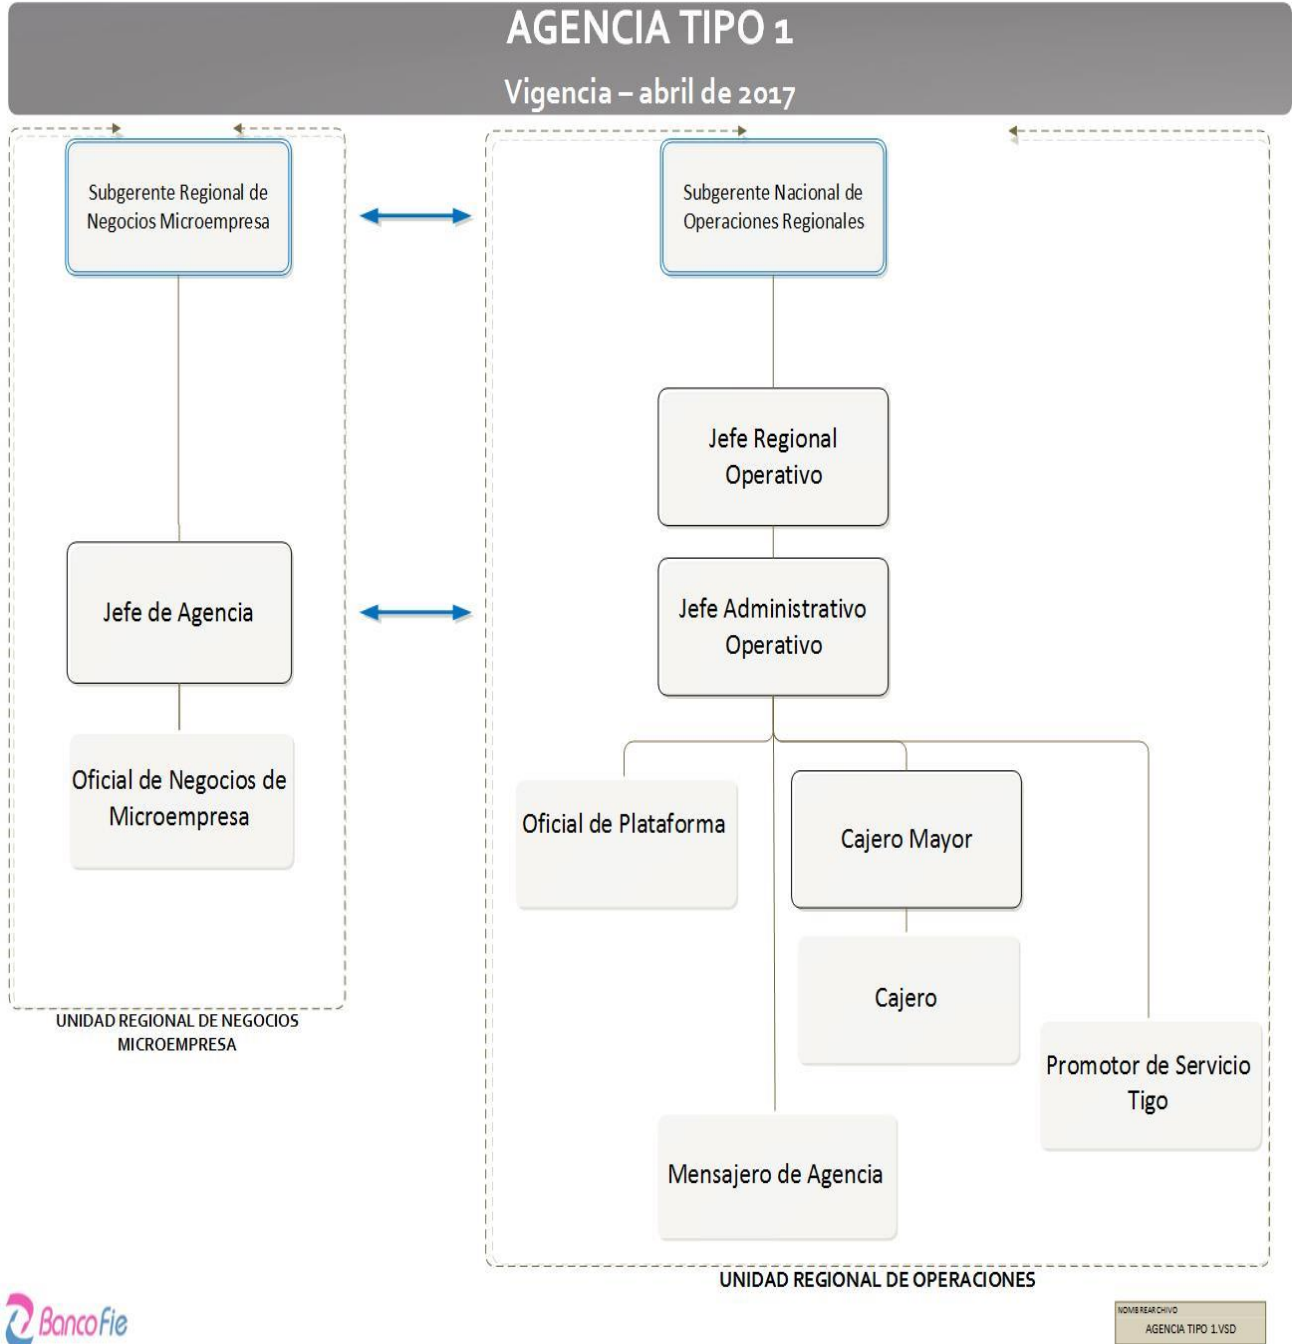 AGENCIA TIPO 1
Vigencia – abril de 2017
Subgerente Regional de
Negocios Microempresa
Subgerente Nacional de
Operaciones Regionales
Jefe Regional
Operativo
Jefe de Agencia
Jefe Administrativo
Operativo
Oficial de Negocios de
Microempresa
Oficial de Plataforma
Cajero Mayor
Cajero
UNIDAD REGIONAL DE NEGOCIOS
MICROEMPRESA
Promotor de Servicio
Tigo
Mensajero de Agencia
UNIDAD REGIONAL DE OPERACIONES
BancoFie
NOMBREARCHIVO
AGENCIA TIPO 1.VSD